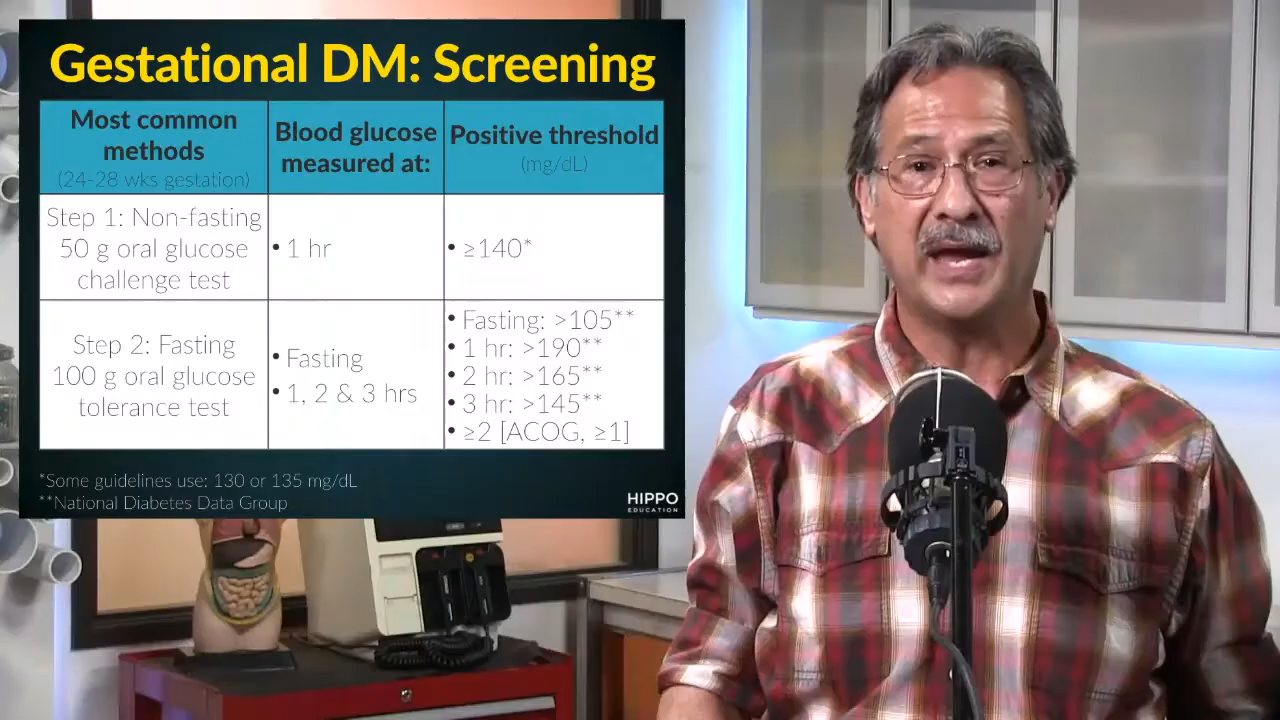 Gestational DM: Screening
Most common
methods
(24-28 wks gestation)
Blood glucose
measured at:
Positive threshold
(mg/dL)
Step 1: Non-fasting
50 g oral glucose
challenge test
• 1 hr
• ≥140*
Step 2: Fasting
100 g oral glucose
tolerance test
• Fasting
• 1, 2 & 3 hrs
• Fasting: >105**
• 1 hr: >190**
• 2 hr: >165**
• 3 hr: >145**
• ≥2 [ACOG, ≥1]
*Some guidelines use: 130 or 135 mg/dL
**National Diabetes Data Group
HIPPO
EDUCATION